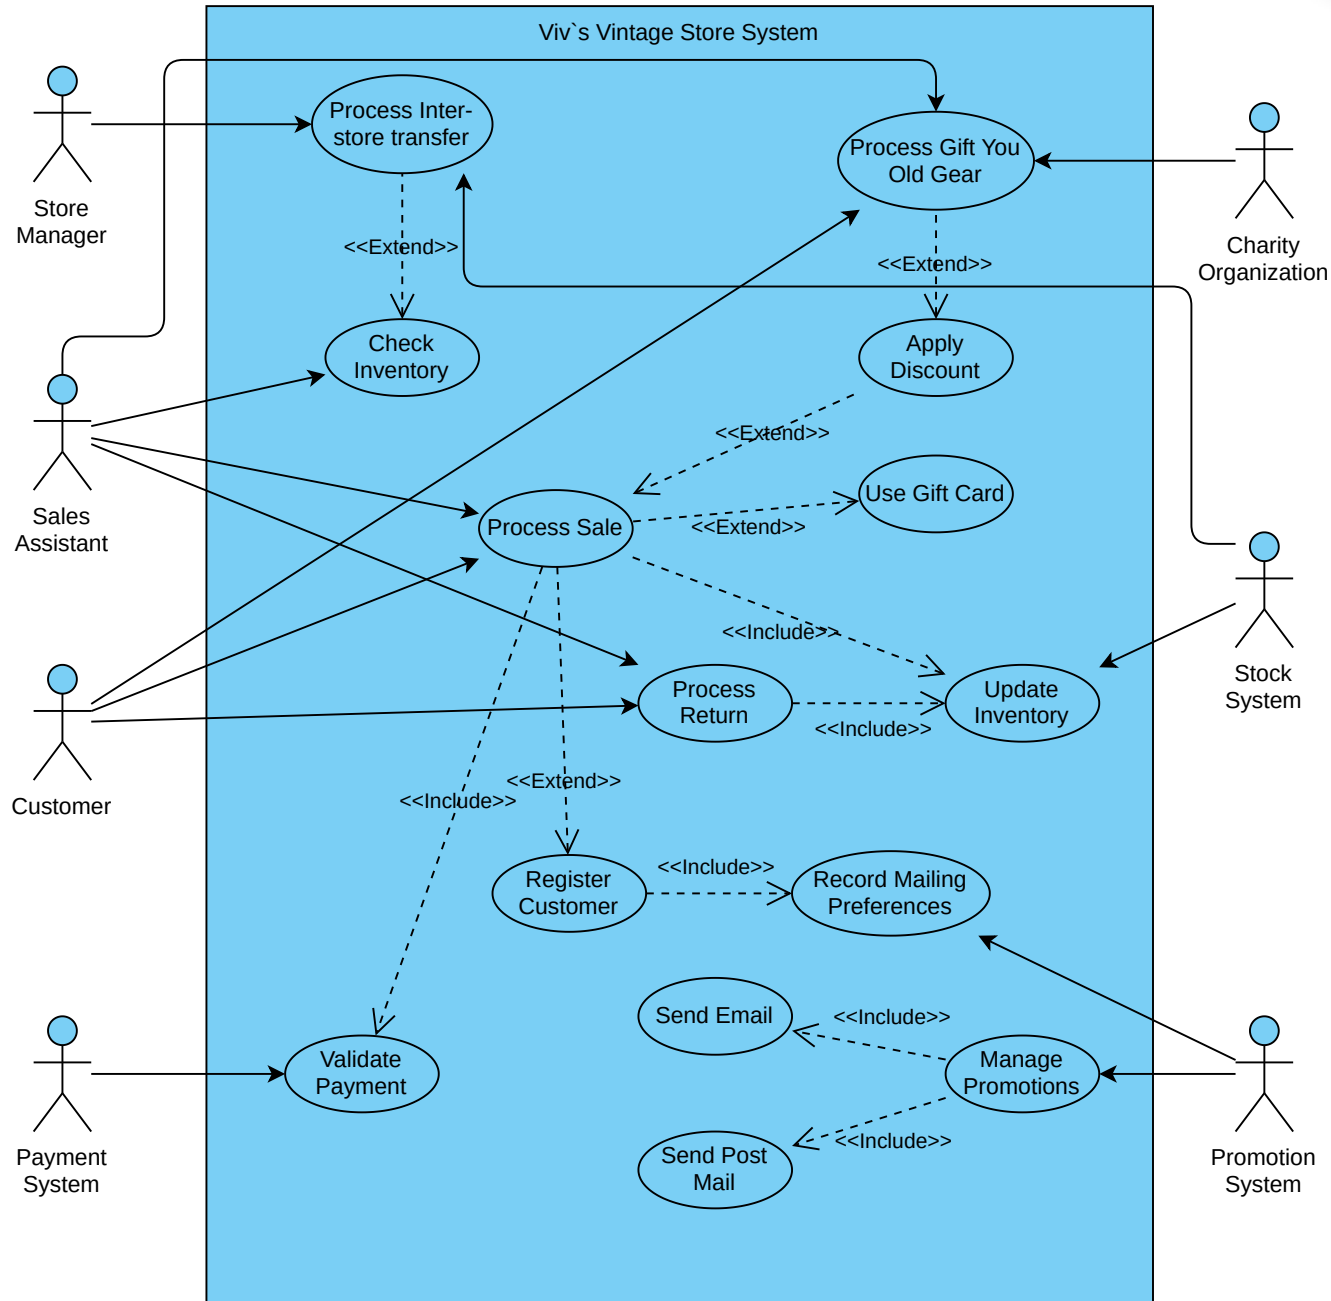 Viv`s Vintage Store System
Process Inter-
store transfer
Process Gift You
Old Gear
Store
Manager
Charity
Organization
<<Extend>>
<<Extend>>
Check
Inventory
Apply
Discount
<<Extend>>
Use Gift Card
Sales
Assistant
Process Sale
<<Extend>>
<<Include>>
Stock
System
Process
Return
Update
Inventory
<<Include>>
Customer
<<Extend>>
<<Include>>
Register
Customer
<<Include>>
Record Mailing
Preferences
Send Email
<<Include>>
Validate
Payment
Manage
Promotions
<<Include>>
Send Post
Mail
Payment
System
Promotion
System